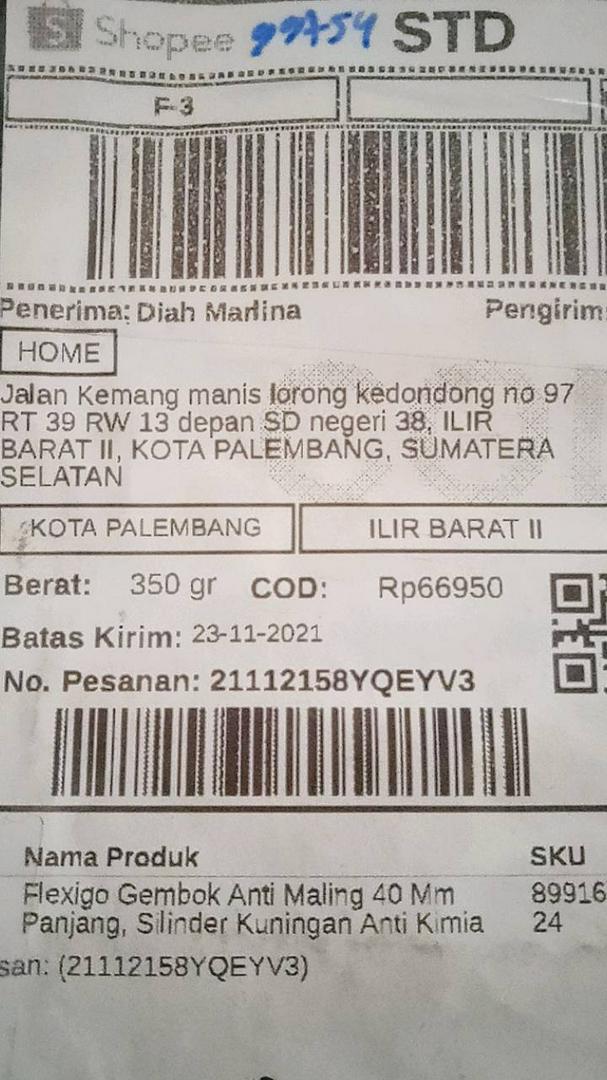 Shopee 99A-54 STD
F-3
Penerima: Diah Marlina Pengirim:
HOME
Jalan Kemang manis lorong kedondong no 97
RT 39 RW 13 depan SD negeri 38, ILIR
BARAT II, KOTA PALEMBANG, SUMATERA
SELATAN
KOTA PALEMBANG ILIR BARAT II
Berat: 350 gr COD: Rp66950
Batas Kirim: 23-11-2021
No. Pesanan: 21112158YQEYV3
Nama Produk SKU
Flexigo Gembok Anti Maling 40 Mm 89916
Panjang, Silinder Kuningan Anti Kimia 24
san: (21112158YQEYV3)